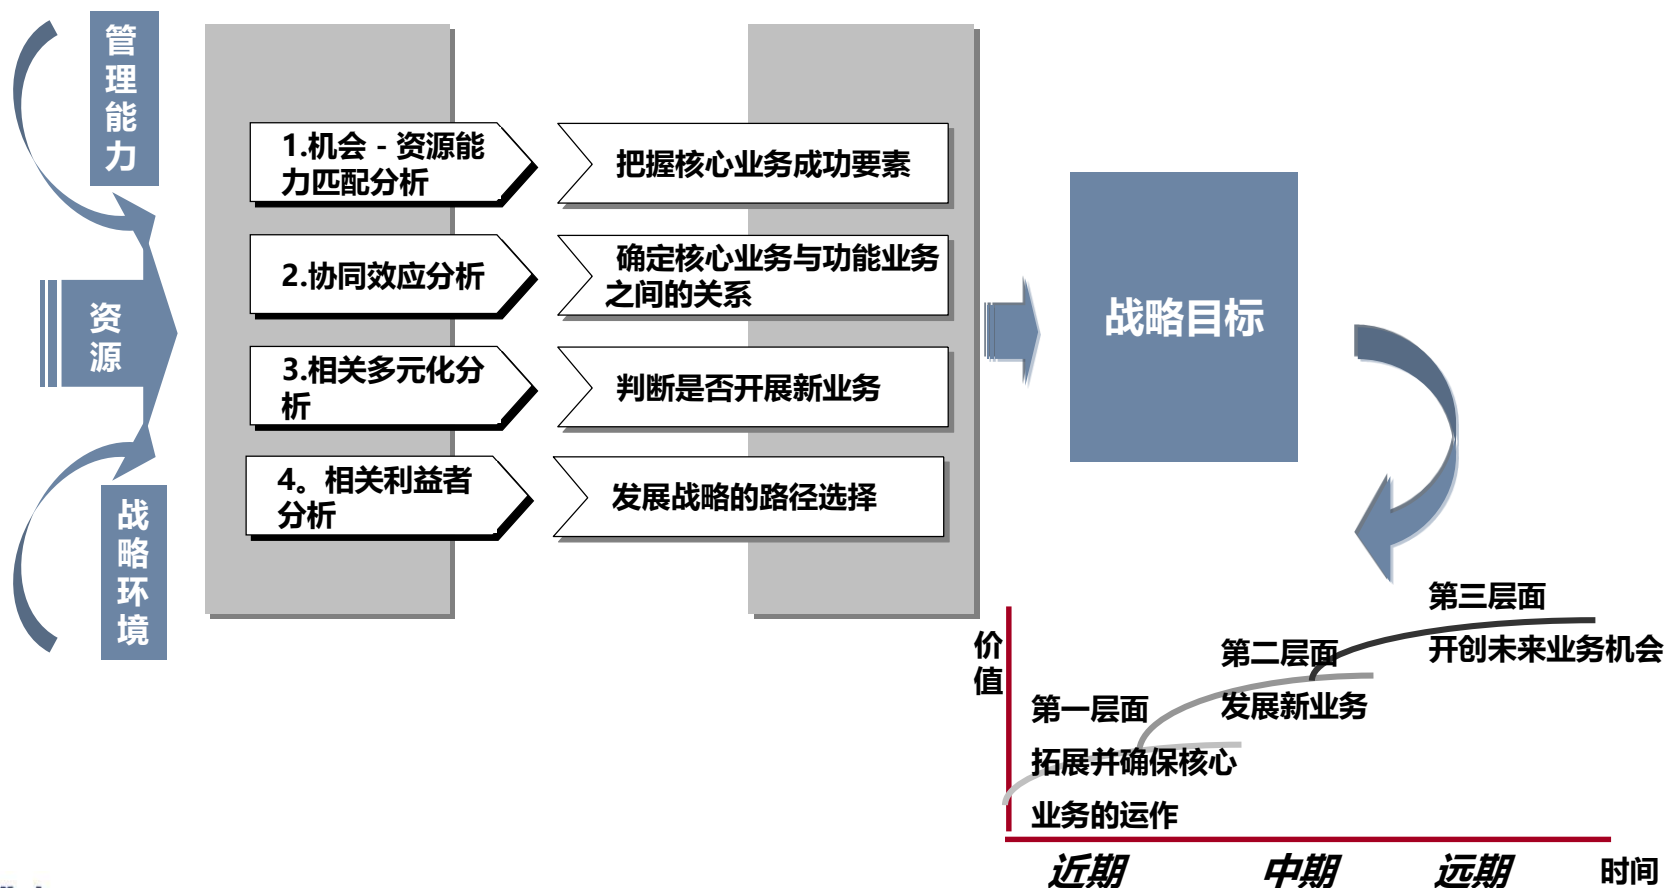 管理能力
资源
战略环境
1.机会－资源能
力匹配分析
把握核心业务成功要素
2.协同效应分析
确定核心业务与功能业务
之间的关系
3.相关多元化分
析
判断是否开展新业务
4。相关利益者
分析
发展战略的路径选择
战略目标
价值
第一层面
拓展并确保核心
业务的运作
第二层面
发展新业务
第三层面
开创未来业务机会
近期
中期
远期
时间